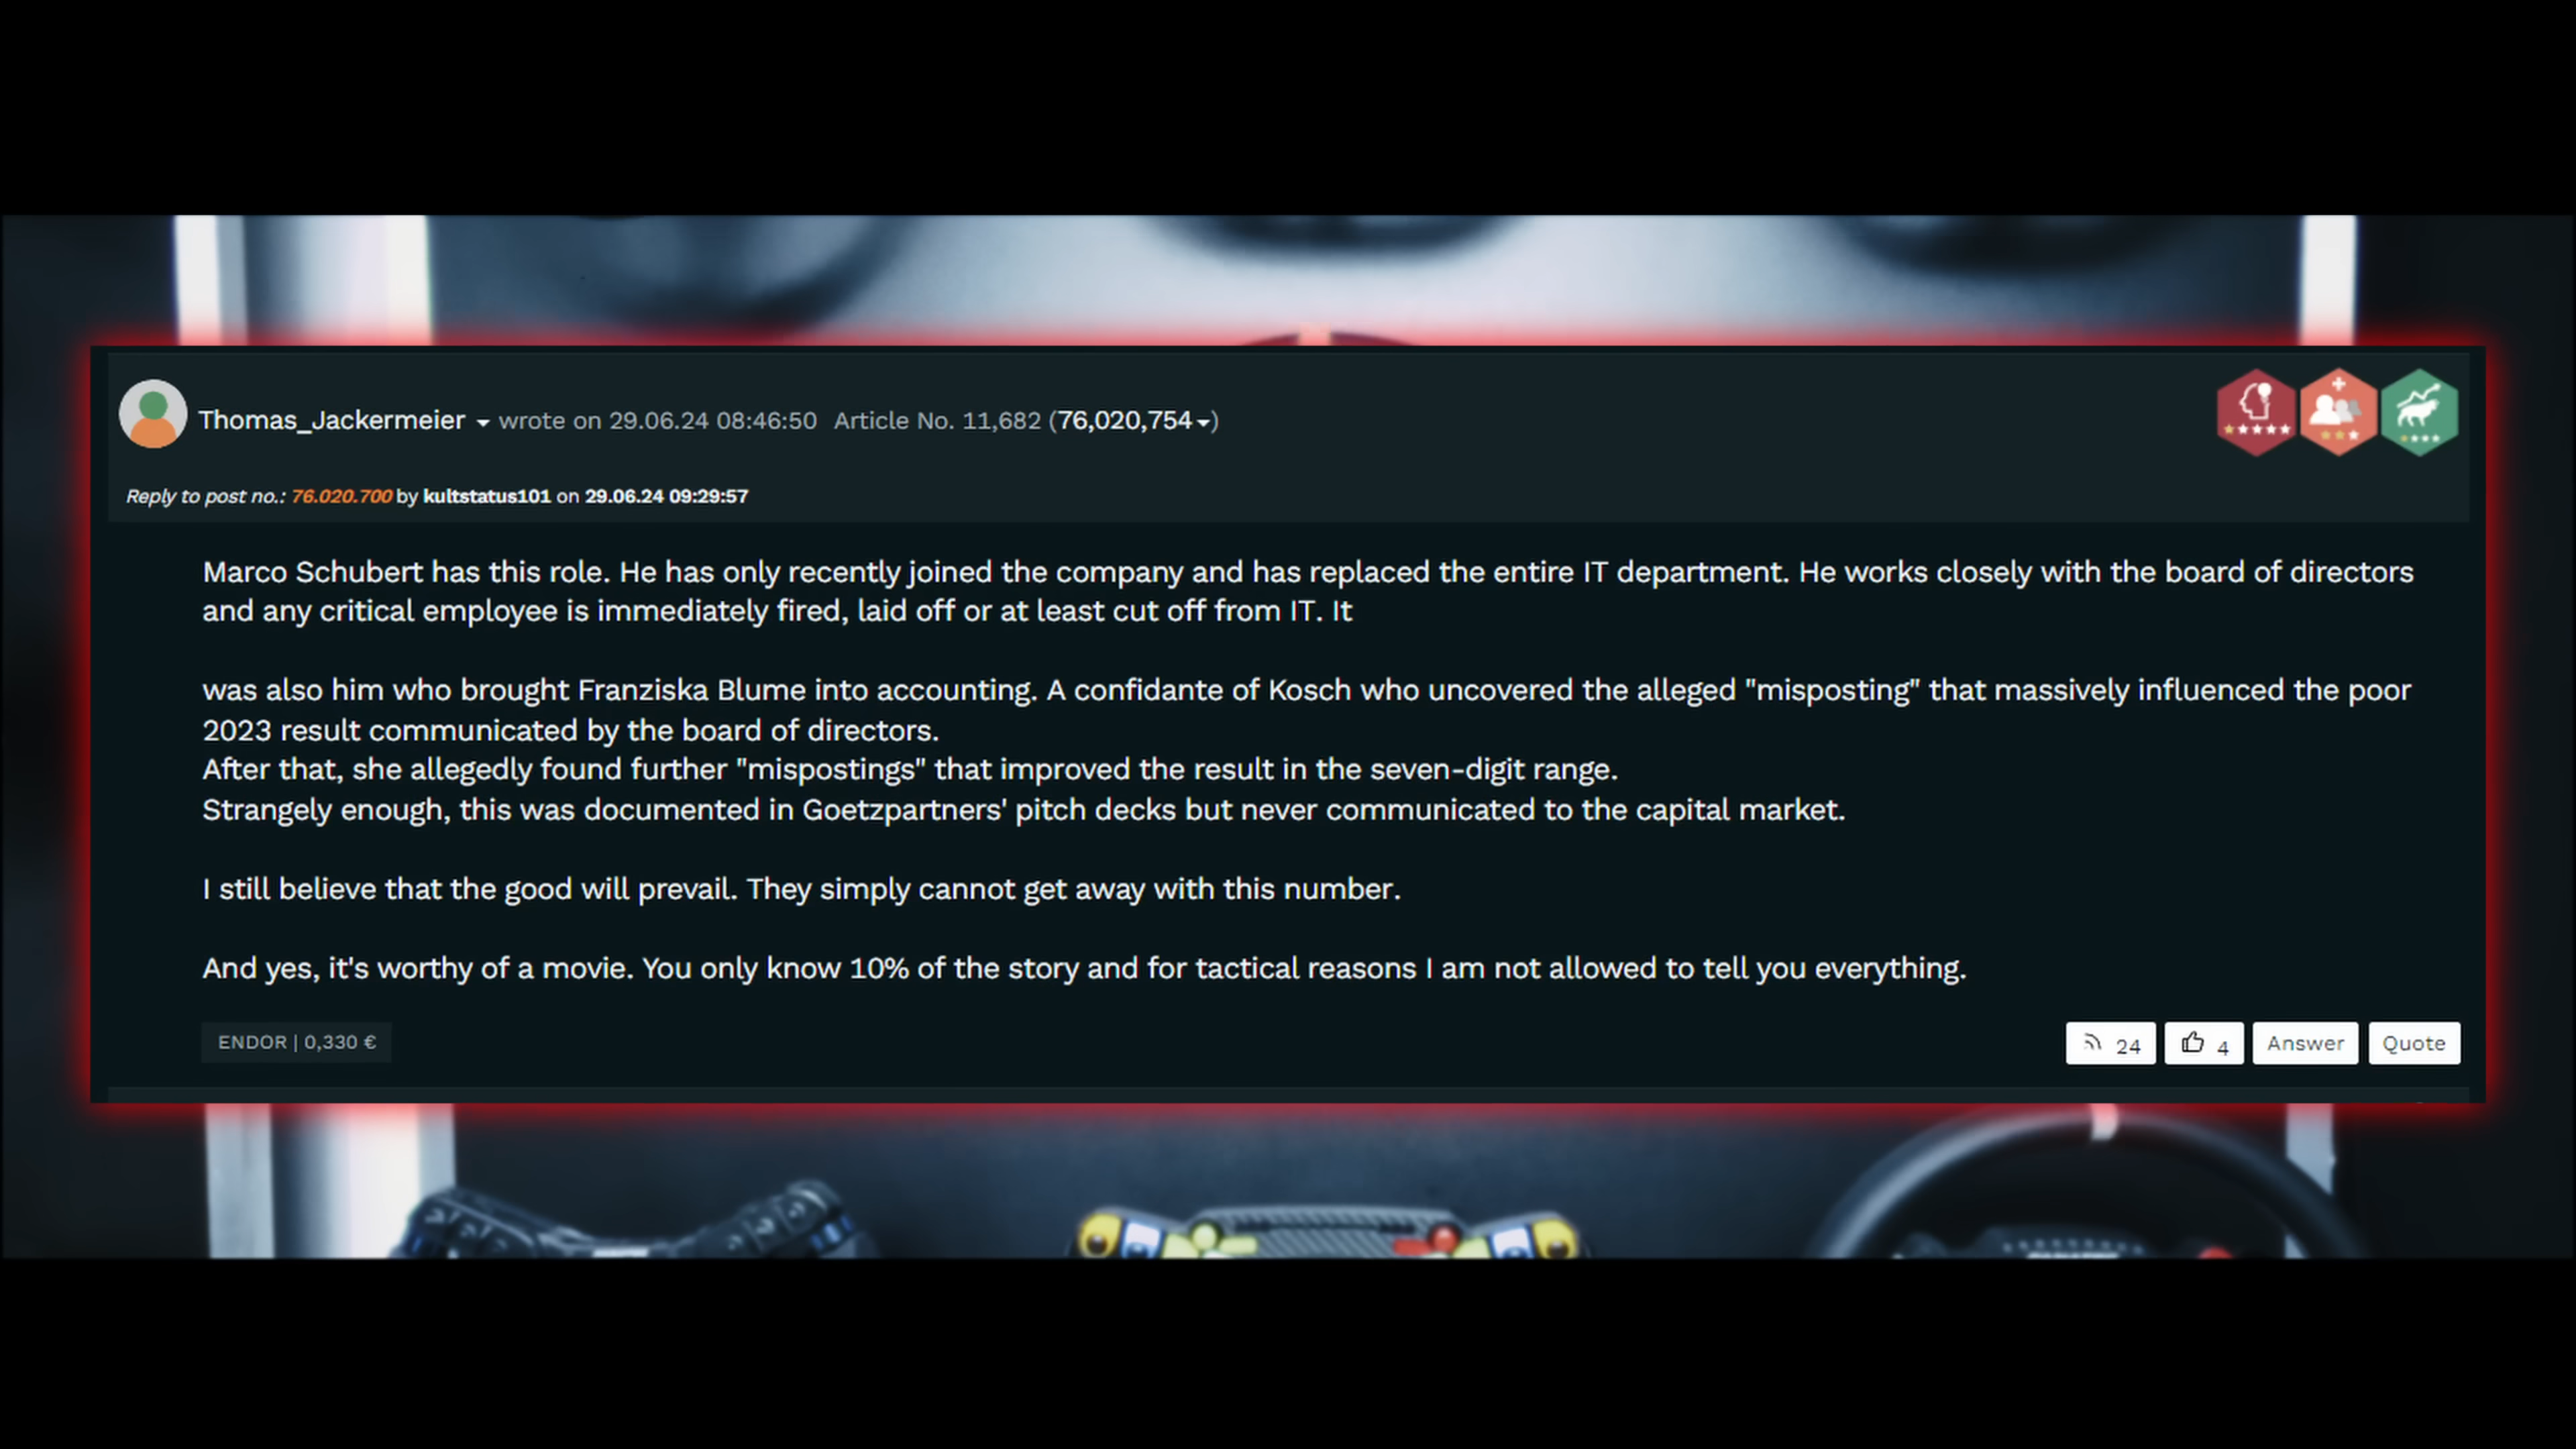 Thomas_Jackermeier wrote on 29.06.24 08:46:50 Article No. 11,682 (76,020,754)
Reply to post no.: 76.020.700 by kultstatus101 on 29.06.24 09:29:57
Marco Schubert has this role. He has only recently joined the company and has replaced the entire IT department. He works closely with the board of directors
and any critical employee is immediately fired, laid off or at least cut off from IT. It
was also him who brought Franziska Blume into accounting. A confidante of Kosch who uncovered the alleged "misposting" that massively influenced the poor
2023 result communicated by the board of directors.
After that, she allegedly found further "mispostings" that improved the result in the seven-digit range.
Strangely enough, this was documented in Goetzpartners' pitch decks but never communicated to the capital market.
I still believe that the good will prevail. They simply cannot get away with this number.
And yes, it's worthy of a movie. You only know 10% of the story and for tactical reasons I am not allowed to tell you everything.
ENDOR | 0,330 €
24 4 Answer Quote